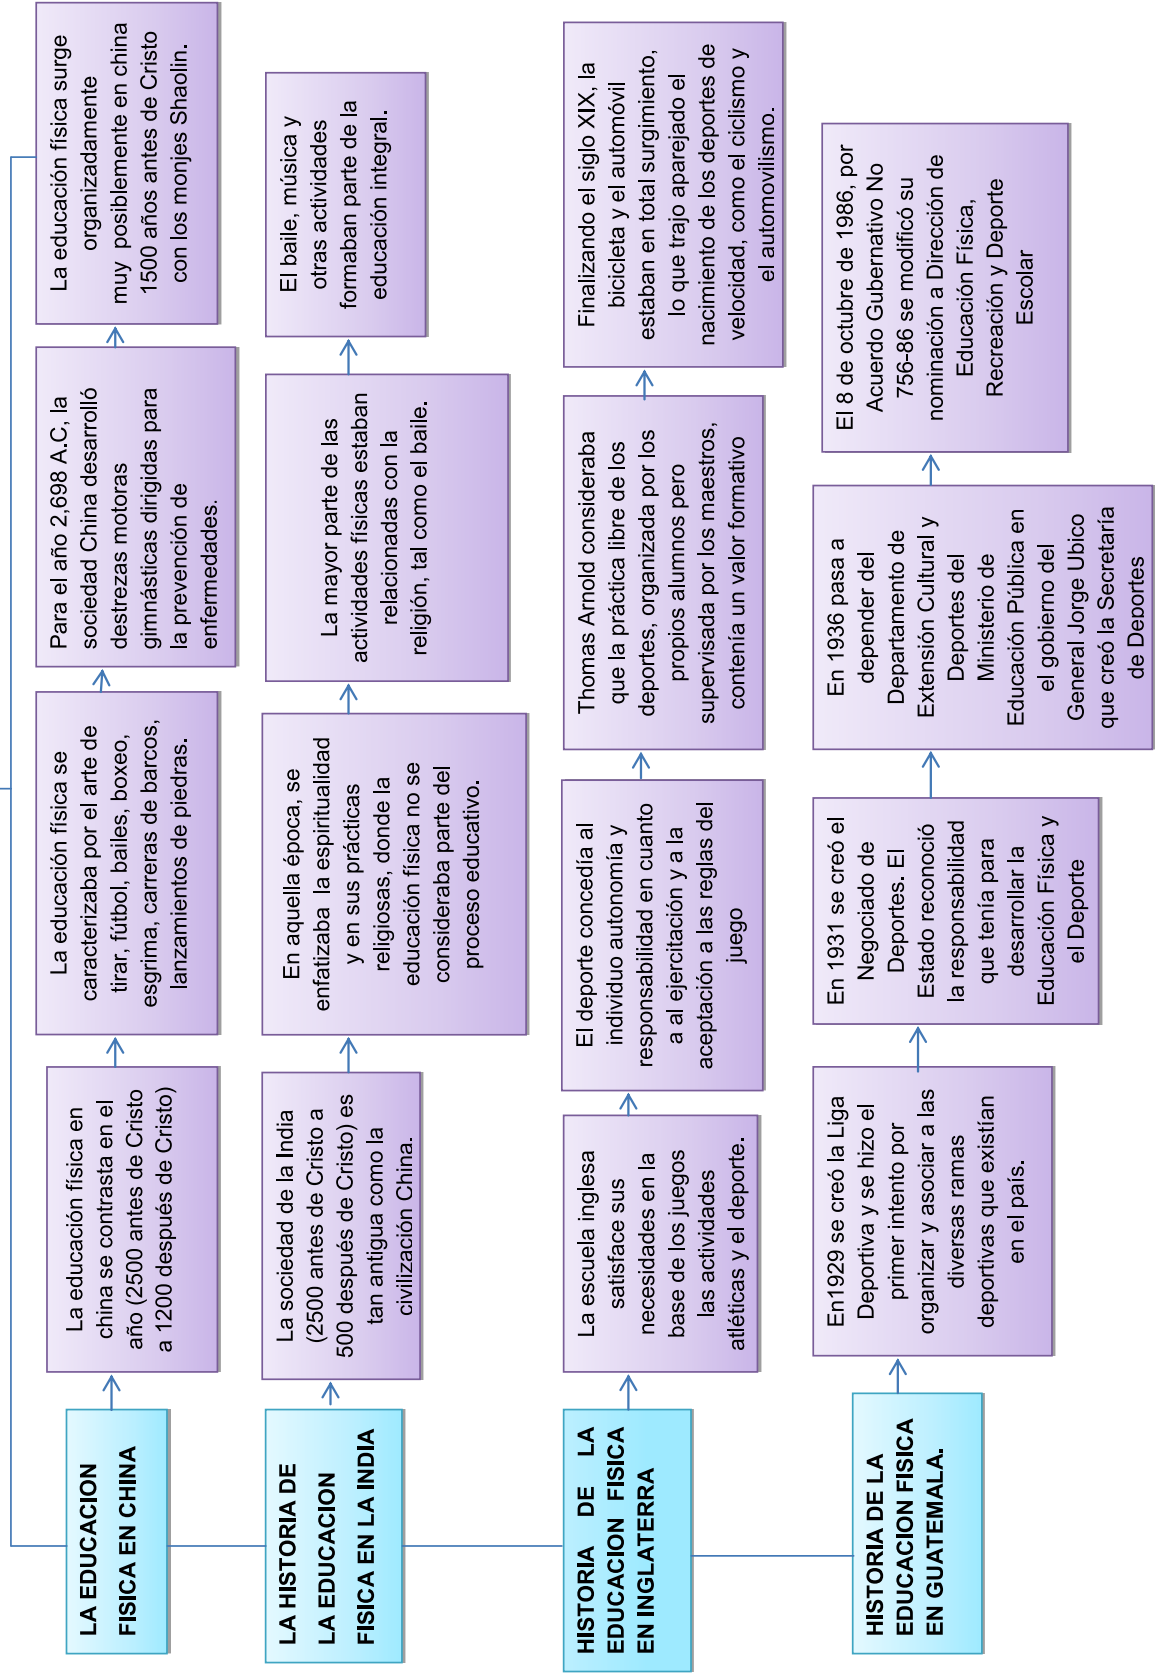 LA EDUCACION
FISICA EN CHINA
La educación física en
china se contrasta en el
año (2500 antes de Cristo
a 1200 después de Cristo)
La educación física se
caracterizaba por el arte de
tirar, fútbol, bailes, boxeo,
esgrima, carreras de barcos,
lanzamientos de piedras.
Para el año 2,698 A.C, la
sociedad China desarrolló
destrezas motoras
gimnásticas dirigidas para
la prevención de
enfermedades.
La educación física surge
organizadamente
muy posiblemente en china
1500 años antes de Cristo
con los monjes Shaolin.
LA HISTORIA DE
LA EDUCACION
FISICA EN LA INDIA
La sociedad de la India
(2500 antes de Cristo a
500 después de Cristo) es
tan antigua como la
civilización China.
En aquella época, se
enfatizaba la espiritualidad
y en sus prácticas
religiosas, donde la
educación física no se
consideraba parte del
proceso educativo.
La mayor parte de las
actividades físicas estaban
relacionadas con la
religión, tal como el baile.
El baile, música y
otras actividades
formaban parte de la
educación integral.
HISTORIA DE LA
EDUCACION FISICA
EN INGLATERRA
La escuela inglesa
satisface sus
necesidades en la
base de los juegos
las actividades
atléticas y el deporte.
El deporte concedía al
individuo autonomía y
responsabilidad en cuanto
a al ejercitación y a la
aceptación a las reglas del
juego
Thomas Arnold consideraba
que la práctica libre de los
deportes, organizada por los
propios alumnos pero
supervisada por los maestros,
contenía un valor formativo
Finalizando el siglo XIX, la
bicicleta y el automóvil
estaban en total surgimiento,
lo que trajo aparejado el
nacimiento de los deportes de
velocidad, como el ciclismo y
el automovilismo.
HISTORIA DE LA
EDUCACION FISICA
EN GUATEMALA.
En1929 se creó la Liga
Deportiva y se hizo el
primer intento por
organizar y asociar a las
diversas ramas
deportivas que existían
en el país.
En 1931 se creó el
Negociado de
Deportes. El
Estado reconoció
la responsabilidad
que tenía para
desarrollar la
Educación Física y
el Deporte
En 1936 pasa a
depender del
Departamento de
Extensión Cultural y
Deportes del
Ministerio de
Educación Pública en
el gobierno del
General Jorge Ubico
que creó la Secretaría
de Deportes
El 8 de octubre de 1986, por
Acuerdo Gubernativo No
756-86 se modificó su
nominación a Dirección de
Educación Física,
Recreación y Deporte
Escolar